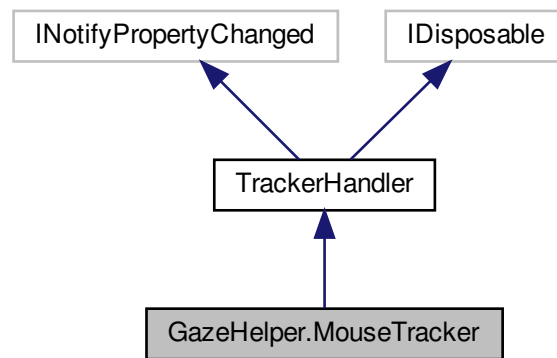 INotifyPropertyChanged
IDisposable
TrackerHandler
GazeHelper.MouseTracker